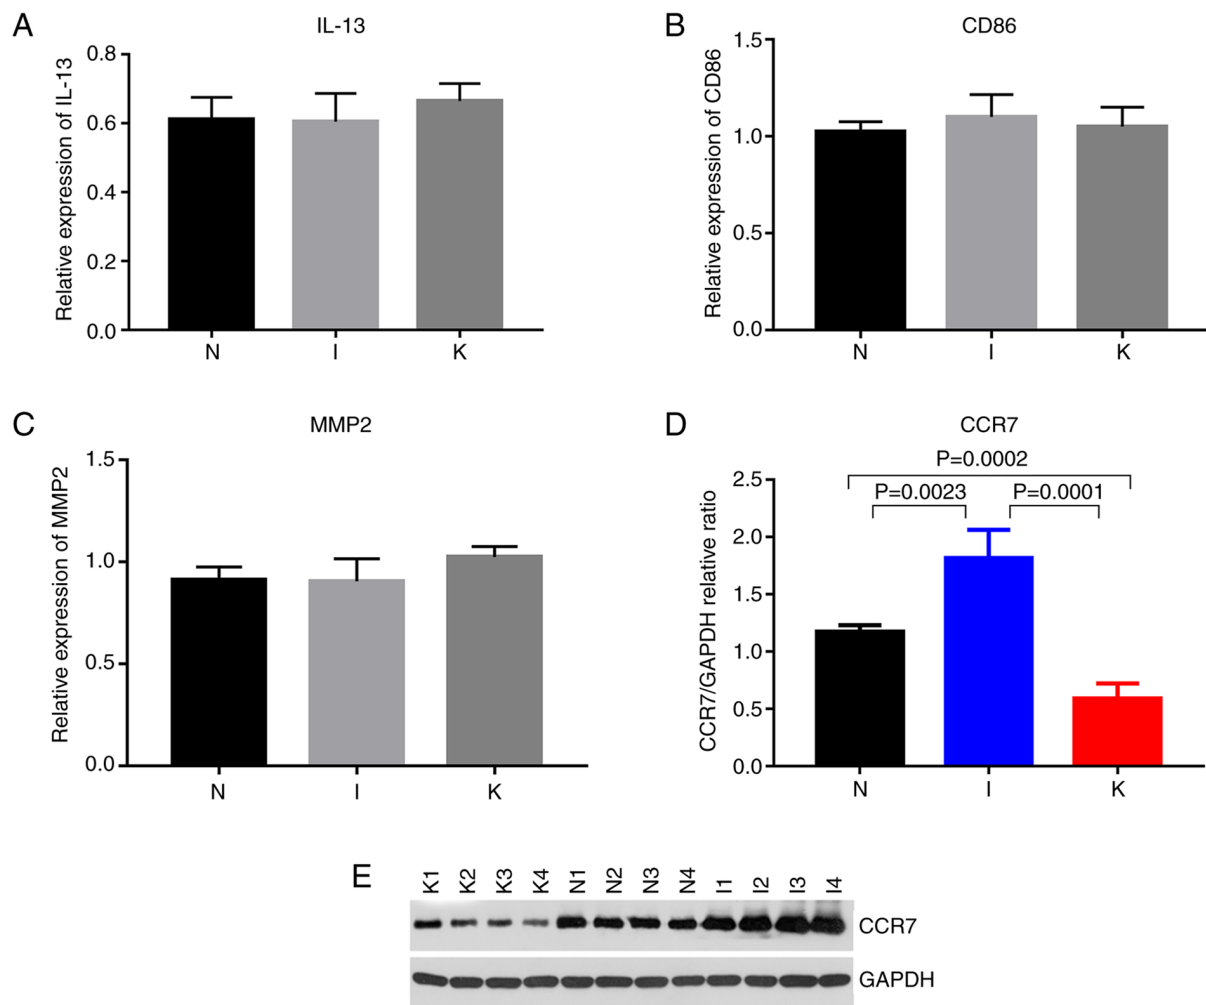 A
IL-13
Relative expression of IL-13
0.8
0.6
0.4
0.2
0.0
N I K
B
CD86
Relative expression of CD86
1.5
1.0
0.5
0.0
N I K
C
MMP2
Relative expression of MMP2
1.5
1.0
0.5
0.0
N I K
D
CCR7
P=0.0002
P=0.0023 P=0.0001
CCR7/GAPDH relative ratio
2.5
2.0
1.5
1.0
0.5
0.0
N I K
E
K1 K2 K3 K4 N1 N2 N3 N4 I1 I2 I3 I4
CCR7
GAPDH